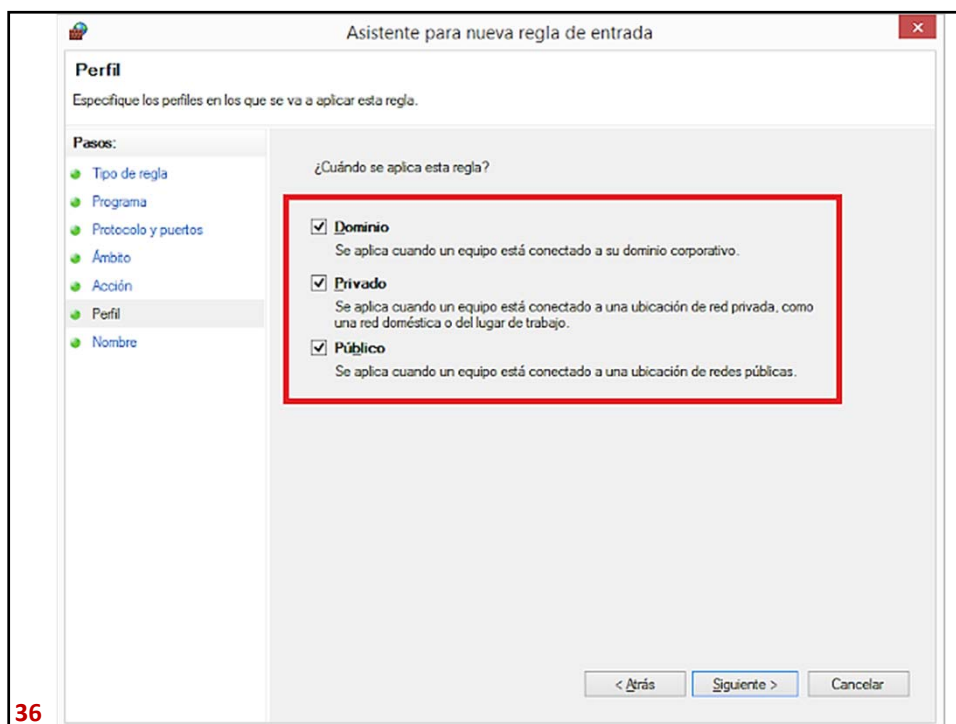 Asistente para nueva regla de entrada
x
Perfil
Especifique los perfiles en los que se va a aplicar esta regla.
Pasos:
Tipo de regla
Programa
Protocolo y puertos
Ámbito
Acción
Perfil
Nombre
¿Cuándo se aplica esta regla?
Dominio
Se aplica cuando un equipo está conectado a su dominio corporativo.
Privado
Se aplica cuando un equipo está conectado a una ubicación de red privada, como
una red doméstica o del lugar de trabajo.
Público
Se aplica cuando un equipo está conectado a una ubicación de redes públicas.
< Atrás
Siguiente >
Cancelar
36